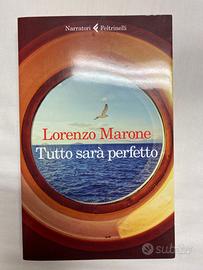 Narratori Feltrinelli
Lorenzo Marone
Tutto sarà perfetto
subito